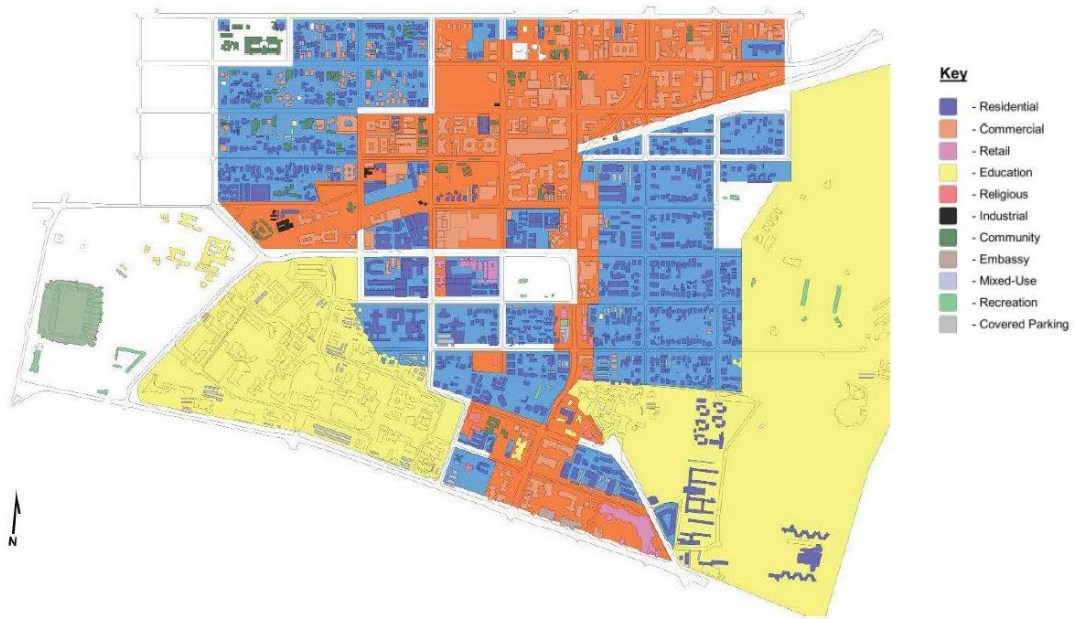 Key
- Residential
- Commercial
- Retail
- Education
- Religious
- Industrial
- Community
- Embassy
- Mixed-Use
- Recreation
- Covered Parking
N